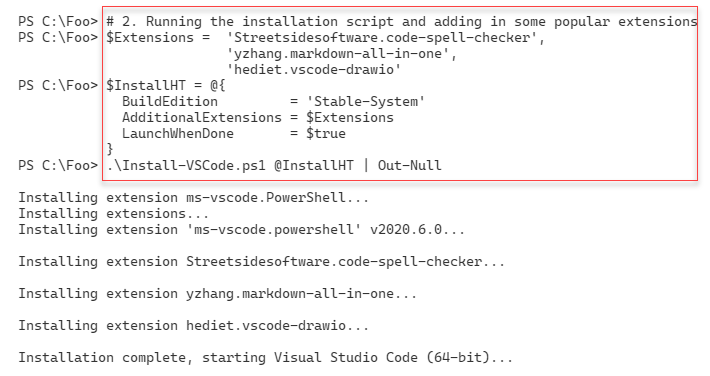 PS C:\Foo> # 2. Running the installation script and adding in some popular extensions
PS C:\Foo> $Extensions =  'Streetsidesoftware.code-spell-checker',
                          'yzhang.markdown-all-in-one',
                          'hediet.vscode-drawio'
PS C:\Foo> $InstallHT = @{
             BuildEdition         = 'Stable-System'
             AdditionalExtensions = $Extensions
             LaunchWhenDone       = $true
           }
PS C:\Foo> .\Install-VSCode.ps1 @InstallHT | Out-Null
Installing extension ms-vscode.PowerShell...
Installing extensions...
Installing extension 'ms-vscode.powershell' v2020.6.0...
Installing extension Streetsidesoftware.code-spell-checker...
Installing extension yzhang.markdown-all-in-one...
Installing extension hediet.vscode-drawio...
Installation complete, starting Visual Studio Code (64-bit)...